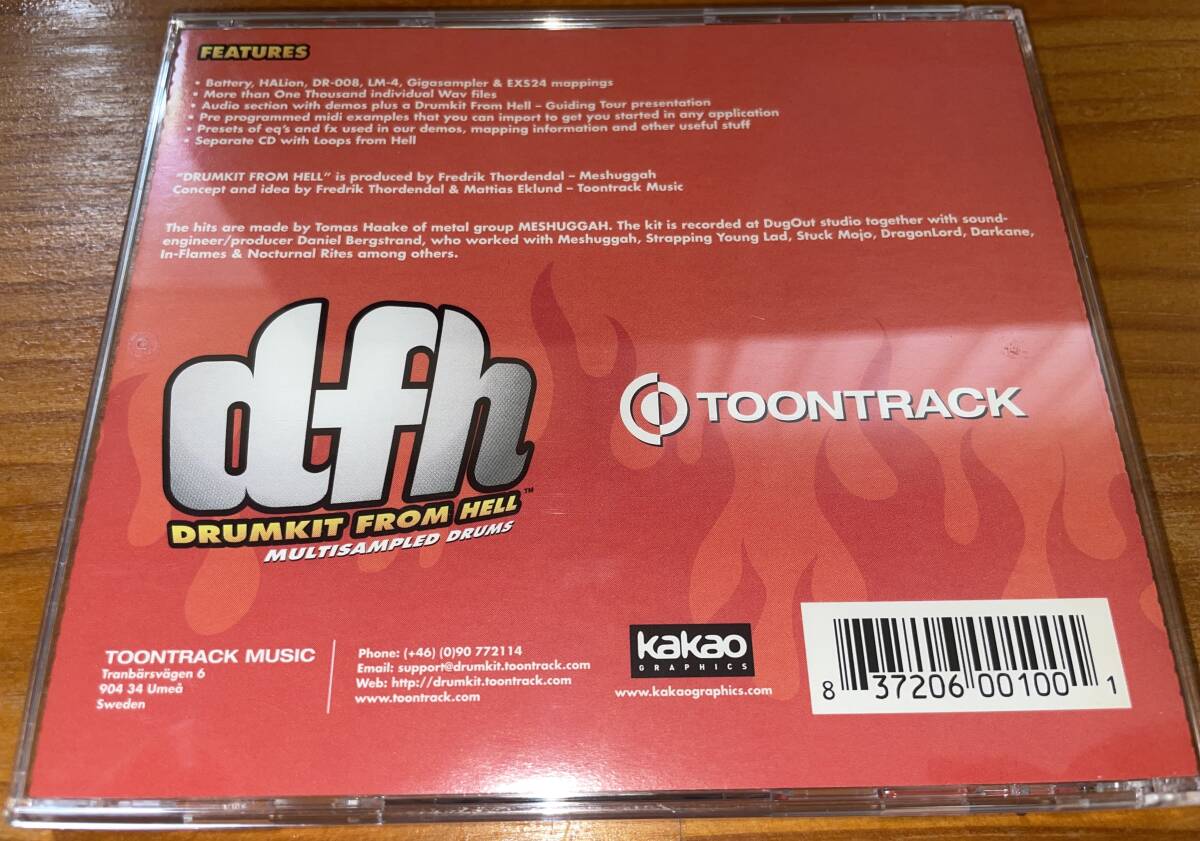 FEATURES
• Battery, HALion, DR-008, LM-4, Gigasampler & EXS24 mappings
• More than One Thousand individual Wav files
• Audio section with demos plus a Drumkit From Hell – Guiding Tour presentation
• Pre programmed midi examples that you can import to get you started in any application
• Presets of eq's and fx used in our demos, mapping information and other useful stuff
• Separate CD with Loops from Hell
"DRUMKIT FROM HELL" is produced by Fredrik Thordendal – Meshuggah
Concept and idea by Fredrik Thordendal & Mattias Eklund – Toontrack Music
The hits are made by Tomas Haake of metal group MESHUGGAH. The kit is recorded at DugOut studio together with sound-
engineer/producer Daniel Bergstrand, who worked with Meshuggah, Strapping Young Lad, Stuck Mojo, DragonLord, Darkane,
In-Flames & Nocturnal Rites among others.
dfh
DRUMKIT FROM HELL™
MULTISAMPLED DRUMS
TOONTRACK
TOONTRACK MUSIC
Tranbärsvägen 6
904 34 Umeå
Sweden
Phone: (+46) (0)90 772114
Email: support@drumkit.toontrack.com
Web: http://drumkit.toontrack.com
www.toontrack.com
kakao
GRAPHICS
www.kakaographics.com
8 37206 00100 1